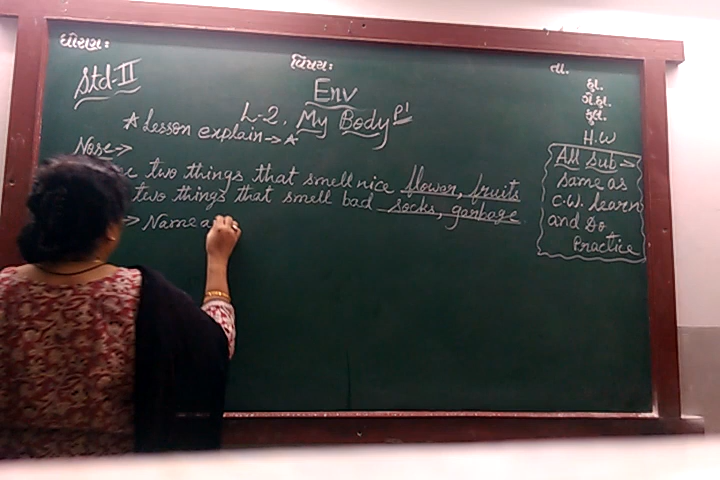 ધોરણ:
Std-II
વિષય:
Env
L-2. My Body P1
☆ Lesson explain->☆
Nose->
two things that smell nice flower, fruits
two things that smell bad socks, garbage
-> Name a
તા.
હા.
ગે.હા.
કુલ.
H.W
All sub->
same as
C.W. learn
and Do
Practice